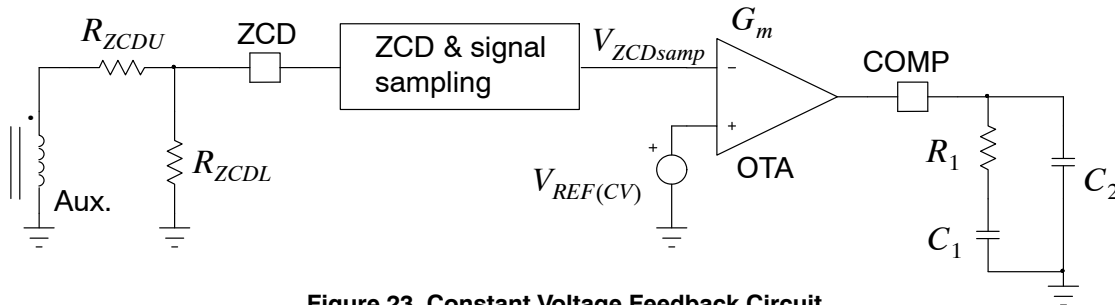 R_ZCDU
ZCD
ZCD & signal
sampling
V_ZCDsamp
G_m
COMP
R_ZCDL
Aux.
V_REF(CV)
+
−
+
OTA
R_1
C_1
C_2
Figure 23. Constant Voltage Feedback Circuit